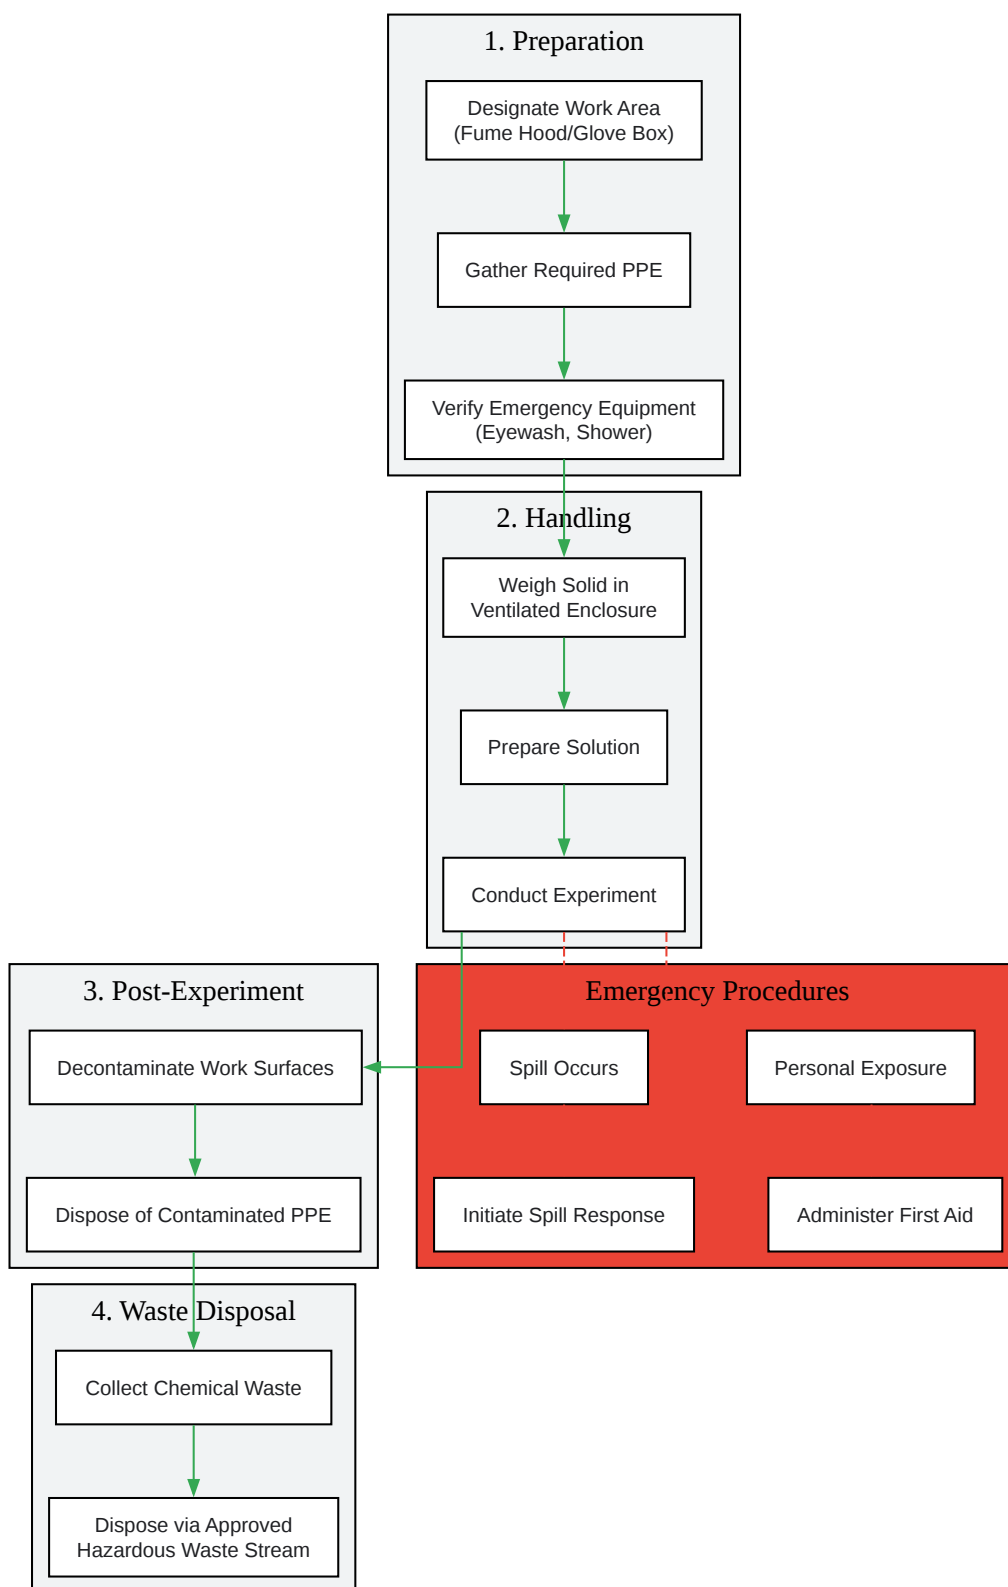 1. Preparation
Designate Work Area
(Fume Hood/Glove Box)
Gather Required PPE
Verify Emergency Equipment
(Eyewash, Shower)
2. Handling
Weigh Solid in
Ventilated Enclosure
Prepare Solution
Conduct Experiment
3. Post-Experiment
Decontaminate Work Surfaces
Dispose of Contaminated PPE
Emergency Procedures
Spill Occurs
Personal Exposure
Initiate Spill Response
Administer First Aid
4. Waste Disposal
Collect Chemical Waste
Dispose via Approved
Hazardous Waste Stream